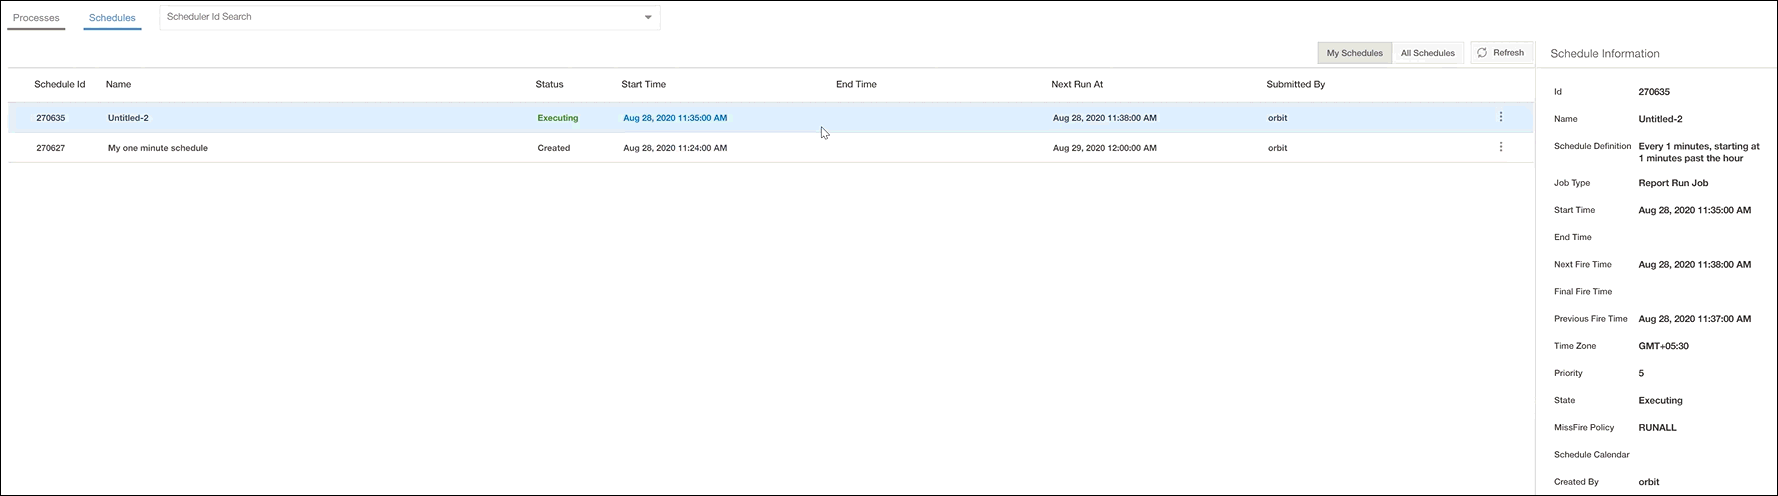 Processes Schedules Scheduler Id Search
My Schedules All Schedules Refresh Schedule Information
Schedule Id Name Status Start Time End Time Next Run At Submitted By
270635 Untitled-2 Executing Aug 28, 2020 11:35:00 AM Aug 28, 2020 11:38:00 AM orbit
270627 My one minute schedule Created Aug 28, 2020 11:24:00 AM Aug 29, 2020 12:00:00 AM orbit
Id 270635
Name Untitled-2
Schedule Definition Every 1 minutes, starting at
1 minutes past the hour
Job Type Report Run Job
Start Time Aug 28, 2020 11:35:00 AM
End Time
Next Fire Time Aug 28, 2020 11:38:00 AM
Final Fire Time
Previous Fire Time Aug 28, 2020 11:37:00 AM
Time Zone GMT+05:30
Priority 5
State Executing
MissFire Policy RUNALL
Schedule Calendar
Created By orbit